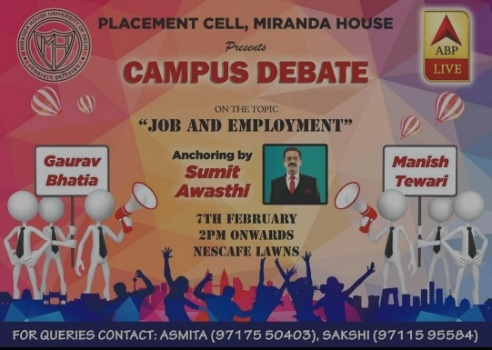 PLACEMENT CELL, MIRANDA HOUSE
Presents
CAMPUS DEBATE
ABP
LIVE
ON THE TOPIC
"JOB AND EMPLOYMENT"
Gaurav
Bhatia
Anchoring by
Sumit
Awasthi
Manish
Tewari
7TH FEBRUARY
2PM ONWARDS
NESCAFE LAWNS
FOR QUERIES CONTACT: ASMITA (97175 50403), SAKSHI (97115 95584)